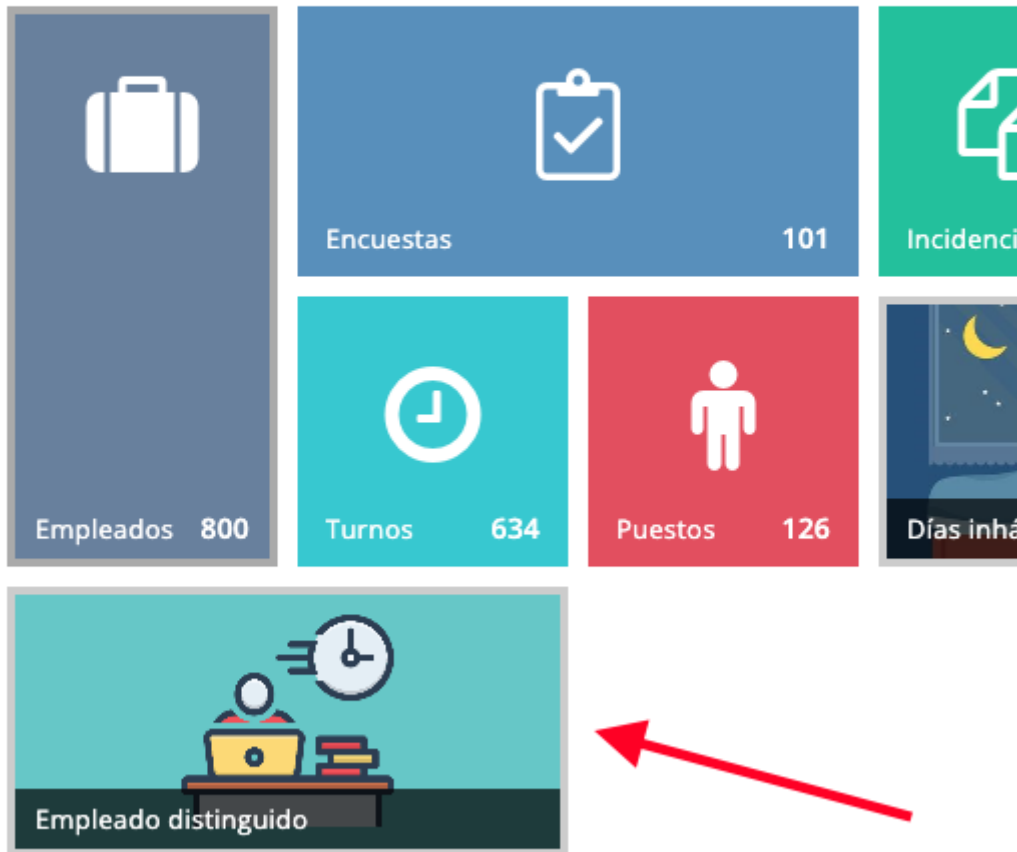 Encuestas 101
Incidenci
Empleados 800
Turnos 634
Puestos 126
Días inhá
Empleado distinguido